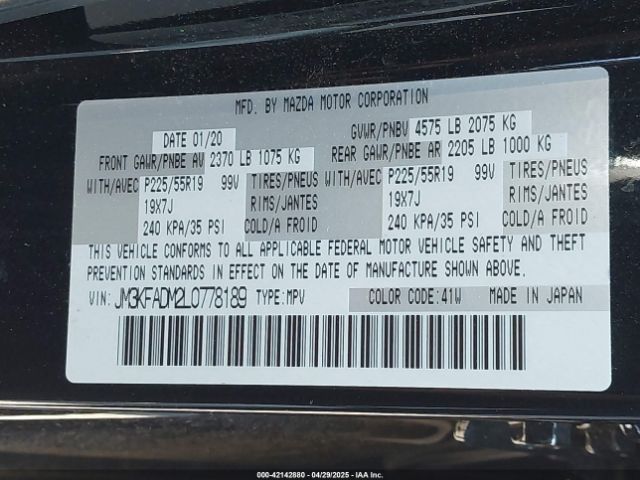 MFD. BY MAZDA MOTOR CORPORATION
DATE 01/20 GVWR/PNBV 4575 LB 2075 KG
FRONT GAWR/PNBE AV 2370 LB 1075 KG REAR GAWR/PNBE AR 2205 LB 1000 KG
WITH/AVEC P225/55R19 99V TIRES/PNEUS WITH/AVEC P225/55R19 99V TIRES/PNEUS
19X7J RIMS/JANTES 19X7J RIMS/JANTES
240 KPA/35 PSI COLD/A FROID 240 KPA/35 PSI COLD/A FROID
THIS VEHICLE CONFORMS TO ALL APPLICABLE FEDERAL MOTOR VEHICLE SAFETY AND THEFT
PREVENTION STANDARDS IN EFFECT ON THE DATE OF MANUFACTURE SHOWN ABOVE.
VIN: JM3KFADM2L0778189 TYPE:MPV COLOR CODE:41W MADE IN JAPAN
000-42142880 - 04/29/2025 - IAA Inc.